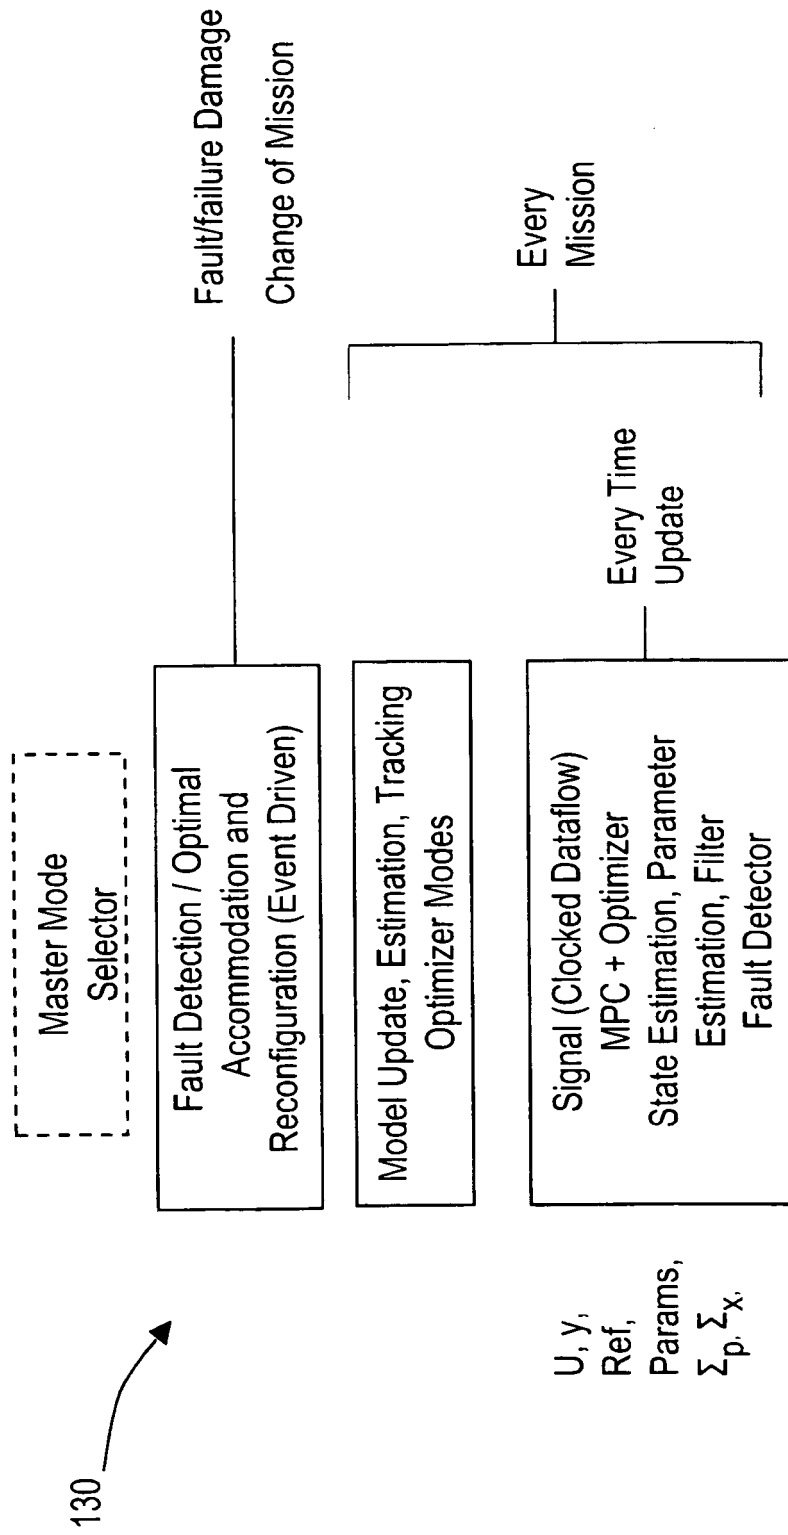 130
Master Mode
Selector
Fault Detection / Optimal
Accommodation and
Reconfiguration (Event Driven)
Fault/failure Damage
Change of Mission
Model Update, Estimation, Tracking
Optimizer Modes
Every
Mission
U, y,
Ref,
Params,
Σp, Σx,
Signal (Clocked Dataflow)
MPC + Optimizer
State Estimation, Parameter
Estimation, Filter
Fault Detector
Every Time
Update